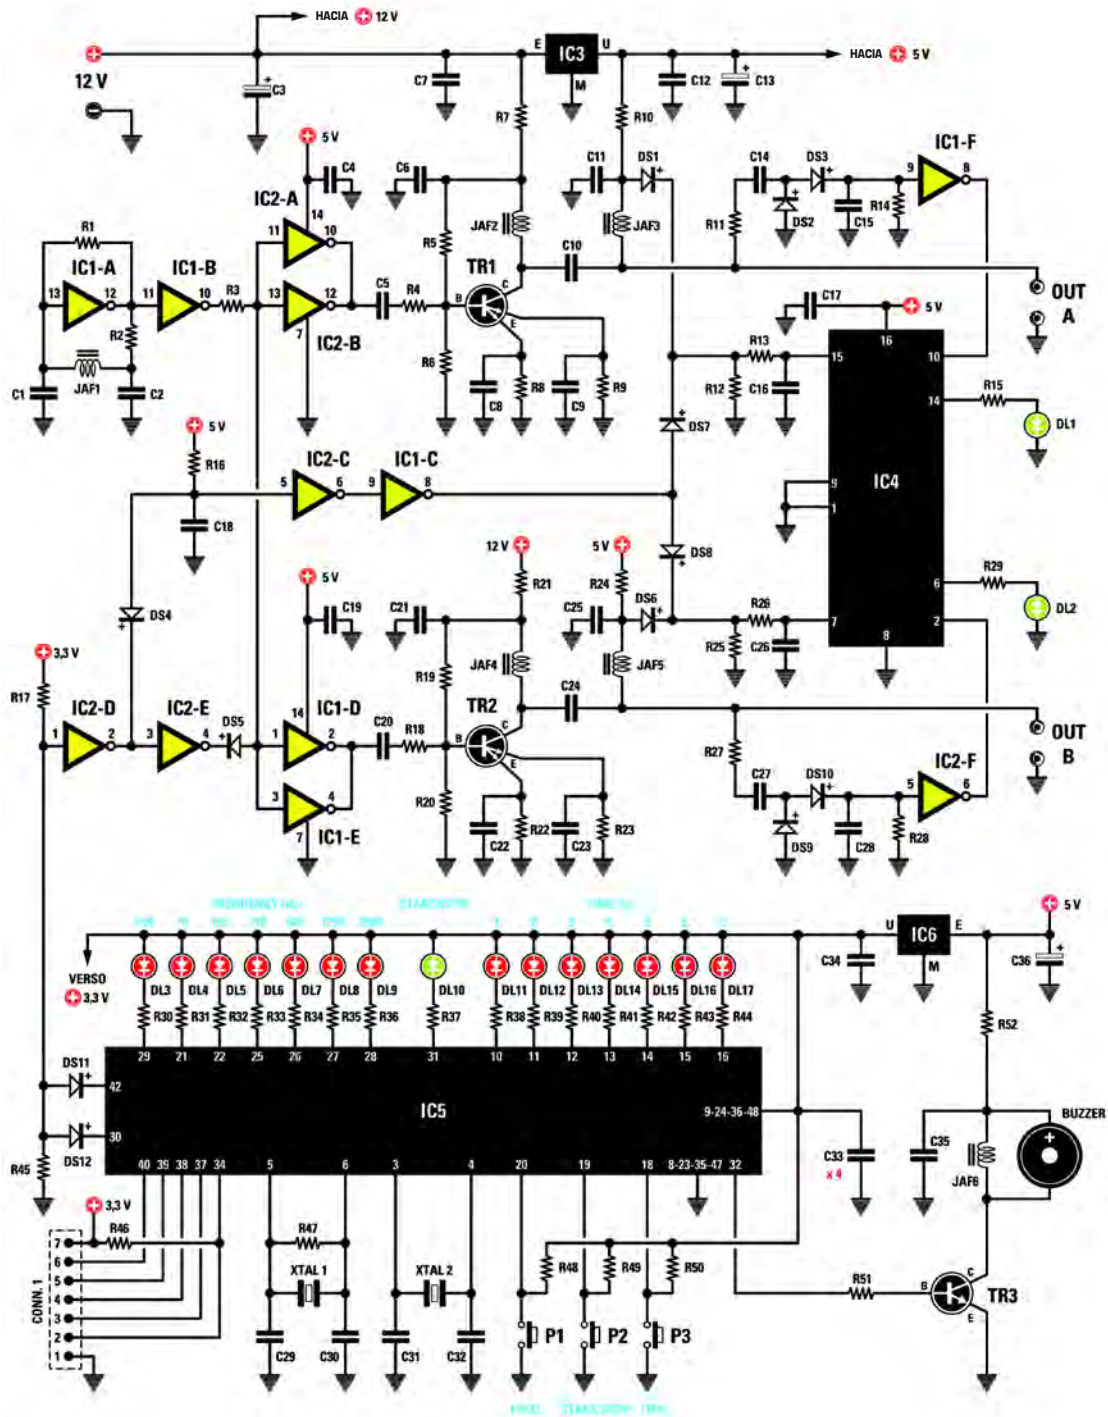 HACIA + 12 V
12 V
C3
C7
E IC3 U
M
C12
C13
HACIA + 5 V
R7
R10
5 V
C4
C6
C11
DS1
C14
DS3
IC1-F
9 8
DS2
C15
R14
R11
IC2-A
14
11 10
R1
IC1-A
13 12
IC1-B
11 10
R3
13 12
7
IC2-B
C5
R4
R5
JAF2
C10
JAF3
TR1
B
C
E
R2
JAF1
C1
C2
R6
C8
R8
C9
R9
OUT
A
C17
5 V
16
15
10
R13
R12
C16
14
R15
DL1
DS7
5 V
R16
IC2-C
5 6
IC1-C
9 8
IC4
9
1
C18
DS8
12 V
R21
5 V
R24
5 V
C19
C21
C25
DS6
R26
R25
C26
7
8
6
2
R29
DL2
DS4
3,3 V
R17
IC2-D
1 2
IC2-E
3 4
DS5
14
IC1-D
1 2
3 4
7
IC1-E
C20
R18
R19
JAF4
C24
JAF5
TR2
B
C
E
R20
C22
R22
C23
R23
R27
OUT
B
C27
DS10
IC2-F
5 6
DS9
C28
R28
VERSO
3,3 V
DL3
DL4
DL5
DL6
DL7
DL8
DL9
DL10
DL11
DL12
DL13
DL14
DL15
DL16
DL17
R30
R31
R32
R33
R34
R35
R36
R37
R38
R39
R40
R41
R42
R43
R44
C34
U IC6 E
M
5 V
C36
R52
29 21 22 25 26 27 28 31 10 11 12 13 14 15 16
DS11
42
IC5
9-24-36-48
30
DS12
R45
40 39 38 37 34 5 6 3 4 20 19 18 8-23-35-47 32
C33
x 4
C35
JAF6
BUZZER
3,3 V
R46
CONN. 1
7
6
5
4
3
2
1
R47
XTAL 1
C29
C30
XTAL 2
C31
C32
R48
R49
R50
P1
P2
P3
R51
B
C
E
TR3